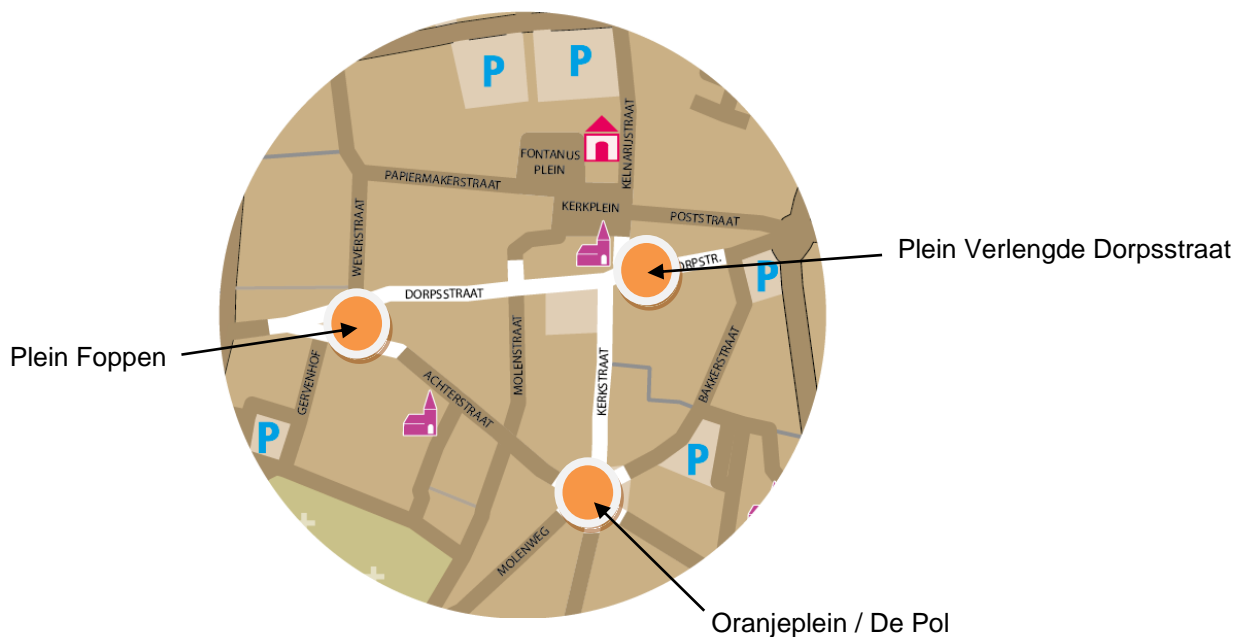 P
P
FONTANUS
PLEIN
KELNARIJSTRAAT
PAPIERMAKERSTRAAT
KERKPLEIN
POSTSTRAAT
WEVERSTRAAT
Plein Verlengde Dorpsstraat
ORPSTR.
P
DORPSSTRAAT
Plein Foppen
GERVENHOF
ACHTERSTRAAT
MOLENSTRAAT
KERKSTRAAT
BAKKERSTRAAT
P
P
MOLENWEG
Oranjeplein / De Pol